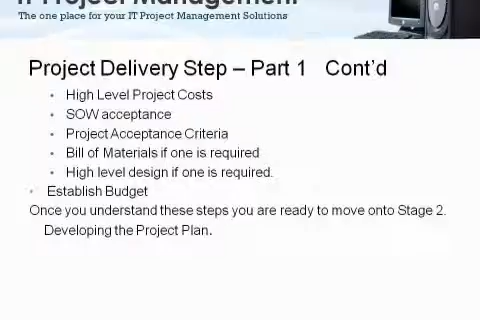 IT Project Management
The one place for your IT Project Management Solutions
Project Delivery Step – Part 1 Cont’d
• High Level Project Costs
• SOW acceptance
• Project Acceptance Criteria
• Bill of Materials if one is required
• High level design if one is required.
• Establish Budget
Once you understand these steps you are ready to move onto Stage 2.
Developing the Project Plan.